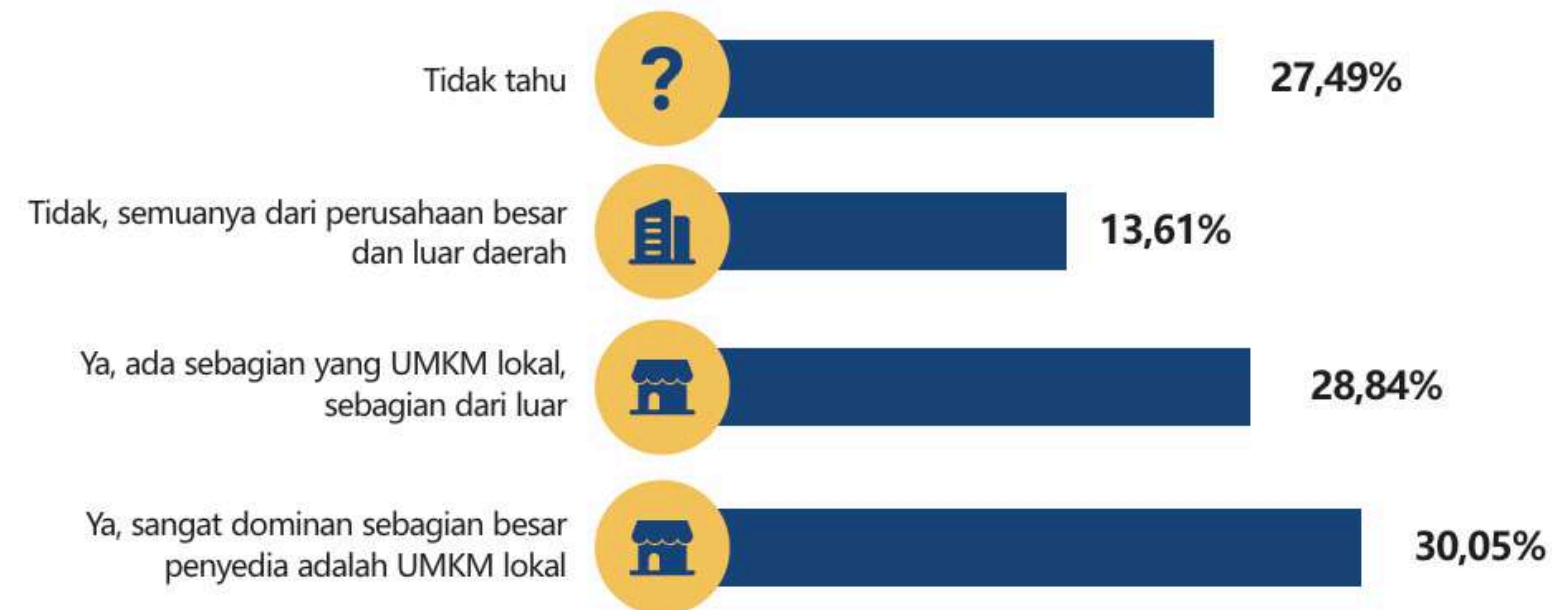 Tidak tahu
?
27,49%
Tidak, semuanya dari perusahaan besar
dan luar daerah
13,61%
Ya, ada sebagian yang UMKM lokal,
sebagian dari luar
28,84%
Ya, sangat dominan sebagian besar
penyedia adalah UMKM lokal
30,05%